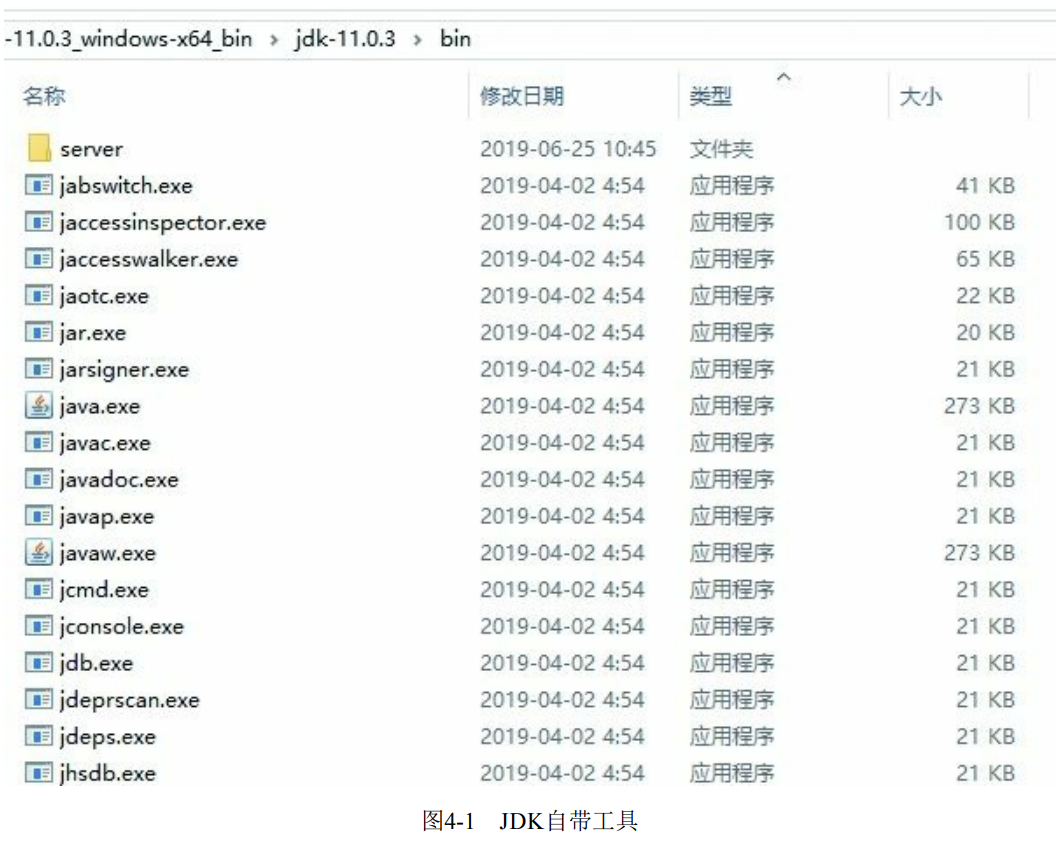 -11.0.3_windows-x64_bin › jdk-11.0.3 › bin
名称 修改日期 类型 大小
server 2019-06-25 10:45 文件夹
jabswitch.exe 2019-04-02 4:54 应用程序 41 KB
jaccessinspector.exe 2019-04-02 4:54 应用程序 100 KB
jaccesswalker.exe 2019-04-02 4:54 应用程序 65 KB
jaotc.exe 2019-04-02 4:54 应用程序 22 KB
jar.exe 2019-04-02 4:54 应用程序 20 KB
jarsigner.exe 2019-04-02 4:54 应用程序 21 KB
java.exe 2019-04-02 4:54 应用程序 273 KB
javac.exe 2019-04-02 4:54 应用程序 21 KB
javadoc.exe 2019-04-02 4:54 应用程序 21 KB
javap.exe 2019-04-02 4:54 应用程序 21 KB
javaw.exe 2019-04-02 4:54 应用程序 273 KB
jcmd.exe 2019-04-02 4:54 应用程序 21 KB
jconsole.exe 2019-04-02 4:54 应用程序 21 KB
jdb.exe 2019-04-02 4:54 应用程序 21 KB
jdeprscan.exe 2019-04-02 4:54 应用程序 21 KB
jdeps.exe 2019-04-02 4:54 应用程序 21 KB
jhsdb.exe 2019-04-02 4:54 应用程序 21 KB
图4-1 JDK自带工具